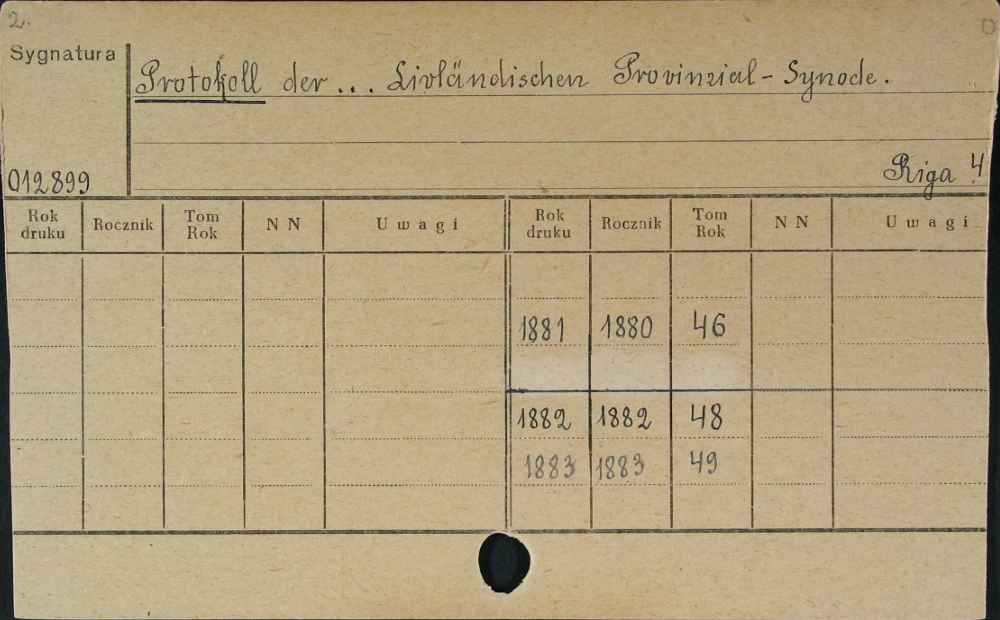 2.
Sygnatura
Protokoll der ... Livländischen Provinzial-Synode.
012899
Riga 4
Rok druku Rocznik Tom Rok N N Uwagi Rok druku Rocznik Tom Rok N N Uwagi
1881 1880 46
1882 1882 48
1883 1883 49